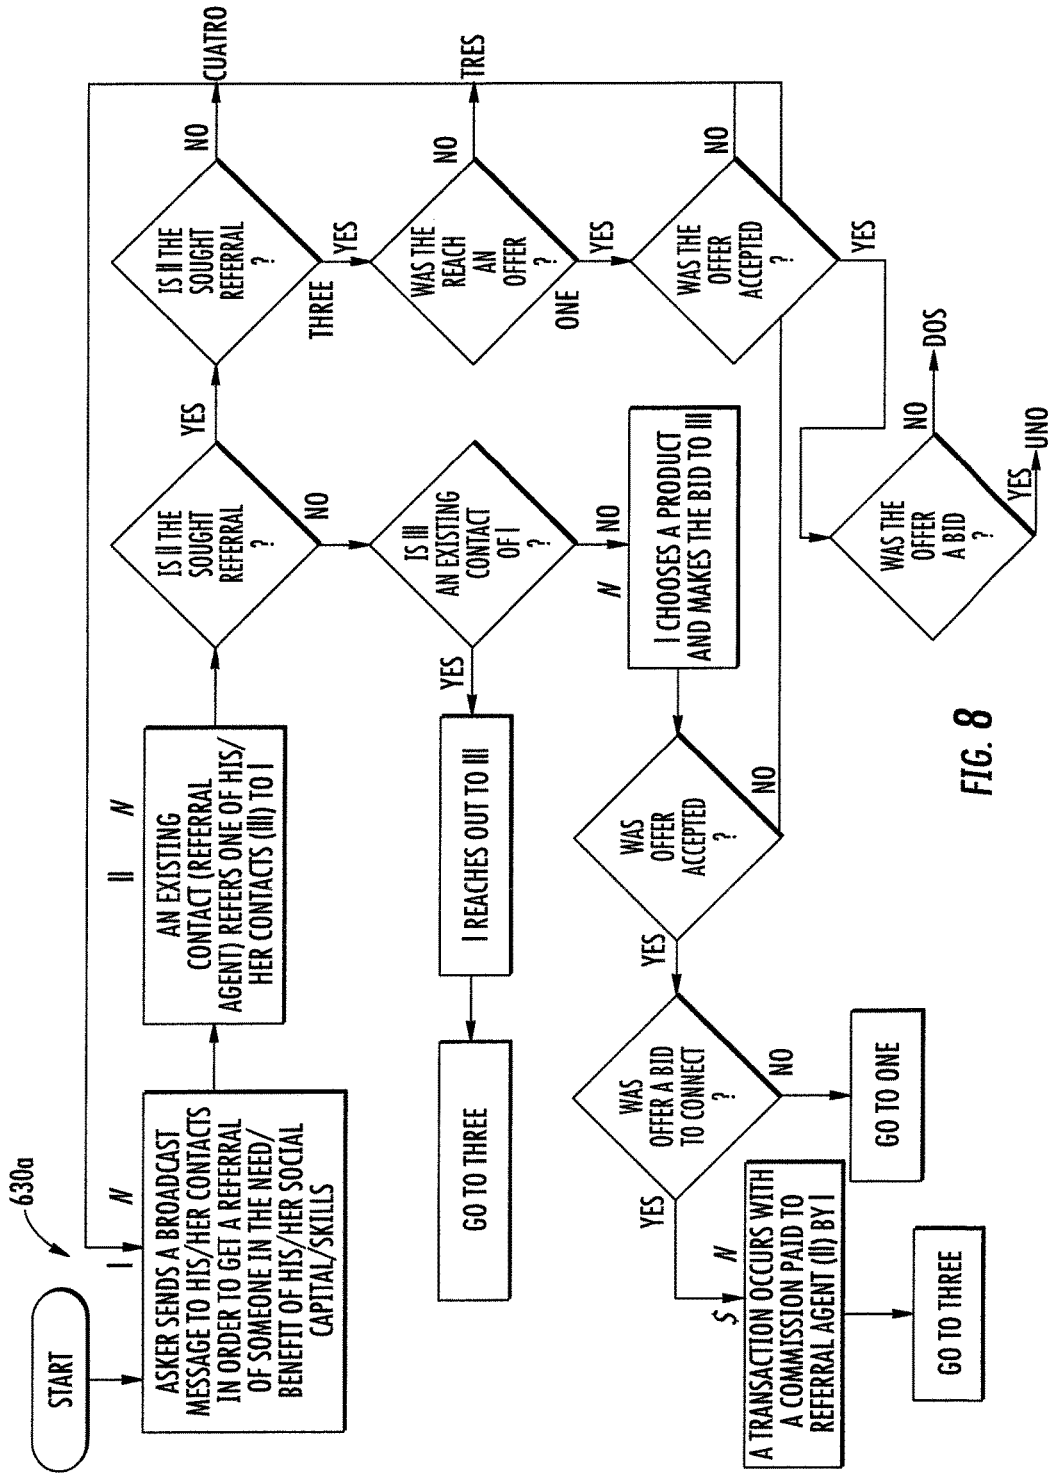 630a
START
I N
ASKER SENDS A BROADCAST
MESSAGE TO HIS/HER CONTACTS
IN ORDER TO GET A REFERRAL
OF SOMEONE IN THE NEED/
BENEFIT OF HIS/HER SOCIAL
CAPITAL/SKILLS
II N
AN EXISTING
CONTACT (REFERRAL
AGENT) REFERS ONE OF HIS/
HER CONTACTS (III) TO I
IS II THE
SOUGHT
REFERRAL
?
YES
NO
IS II THE
SOUGHT
REFERRAL
?
NO
CUATRO
YES
THREE
WAS THE
REACH
AN
OFFER
?
NO
TRES
YES
ONE
WAS THE
OFFER
ACCEPTED
?
NO
YES
IS III
AN EXISTING
CONTACT
OF I
?
YES
NO
I REACHES OUT TO III
GO TO THREE
N
I CHOOSES A PRODUCT
AND MAKES THE BID TO III
WAS
OFFER
ACCEPTED
?
NO
YES
WAS
OFFER A BID
TO CONNECT
?
NO
YES
GO TO ONE
$ N
A TRANSACTION OCCURS WITH
A COMMISSION PAID TO
REFERRAL AGENT (II) BY I
GO TO THREE
WAS THE
OFFER
A BID
?
NO
DOS
YES
UNO
FIG. 8